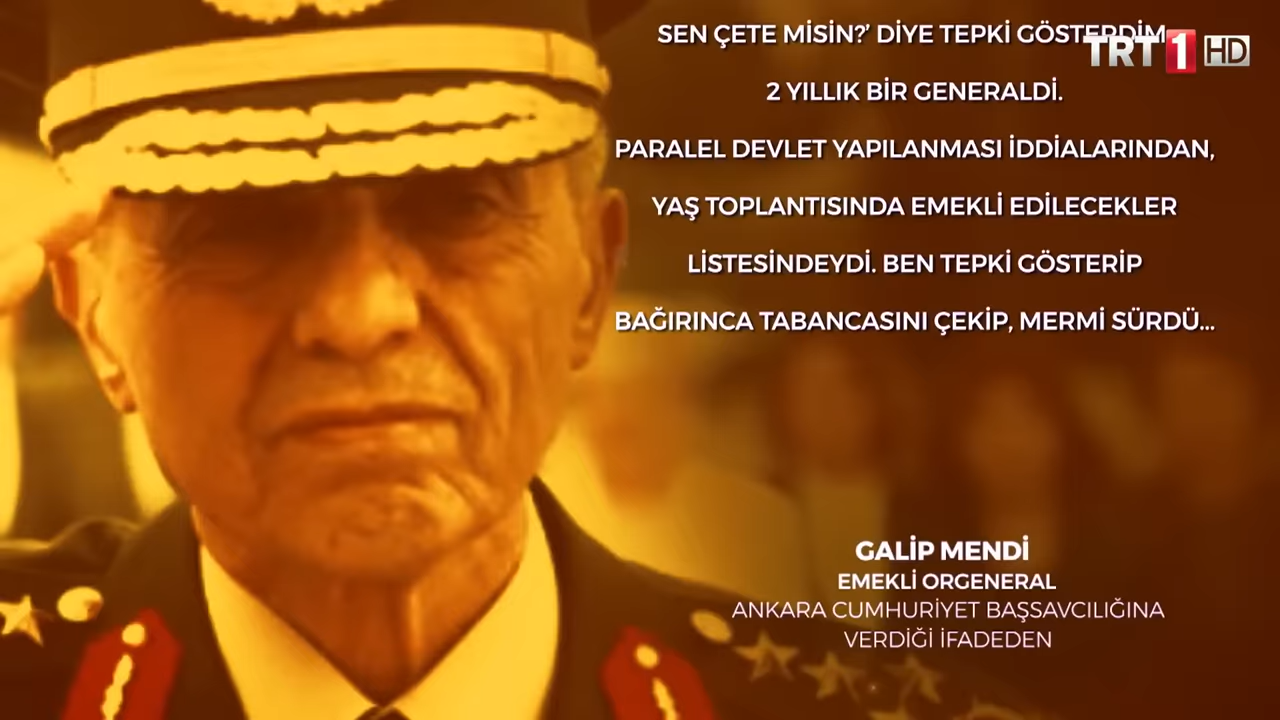 SEN ÇETE MİSİN?' DİYE TEPKİ GÖSTERDİM
TRT 1 HD
2 YILLIK BİR GENERALDİ.
PARALEL DEVLET YAPILANMASI İDDİALARINDAN,
YAŞ TOPLANTISINDA EMEKLİ EDİLECEKLER
LİSTESİNDEYDİ. BEN TEPKİ GÖSTERİP
BAĞIRINCA TABANCASINI ÇEKİP, MERMİ SÜRDÜ...
GALİP MENDİ
EMEKLİ ORGENERAL
ANKARA CUMHURİYET BAŞSAVCILIĞINA
VERDİĞİ İFADEDEN